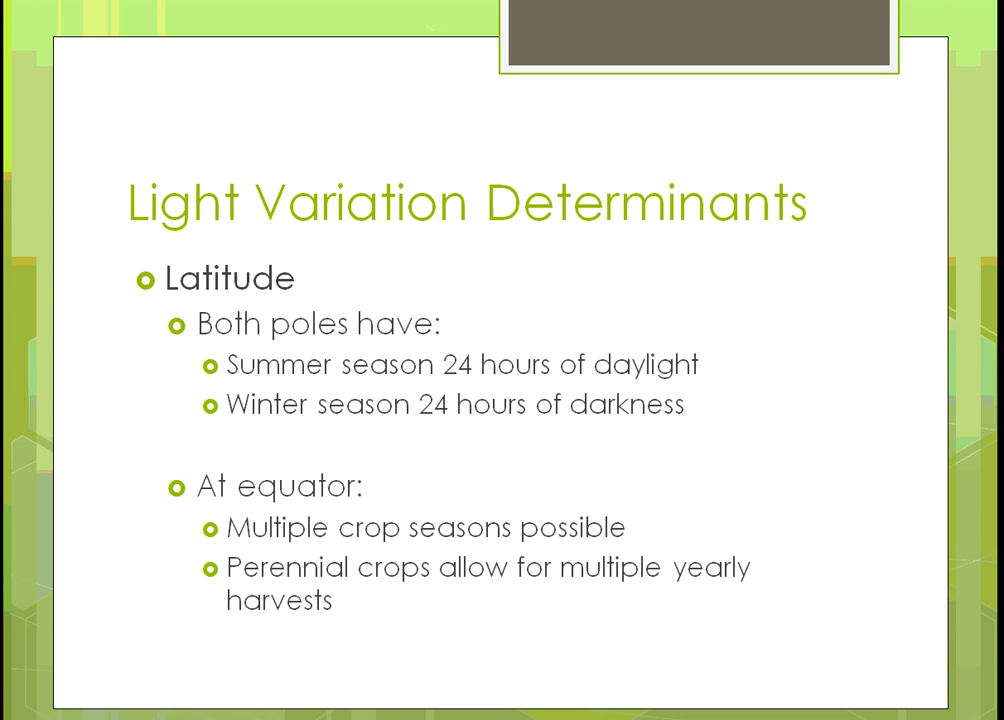 Light Variation Determinants
Latitude
Both poles have:
Summer season 24 hours of daylight
Winter season 24 hours of darkness
At equator:
Multiple crop seasons possible
Perennial crops allow for multiple yearly
harvests